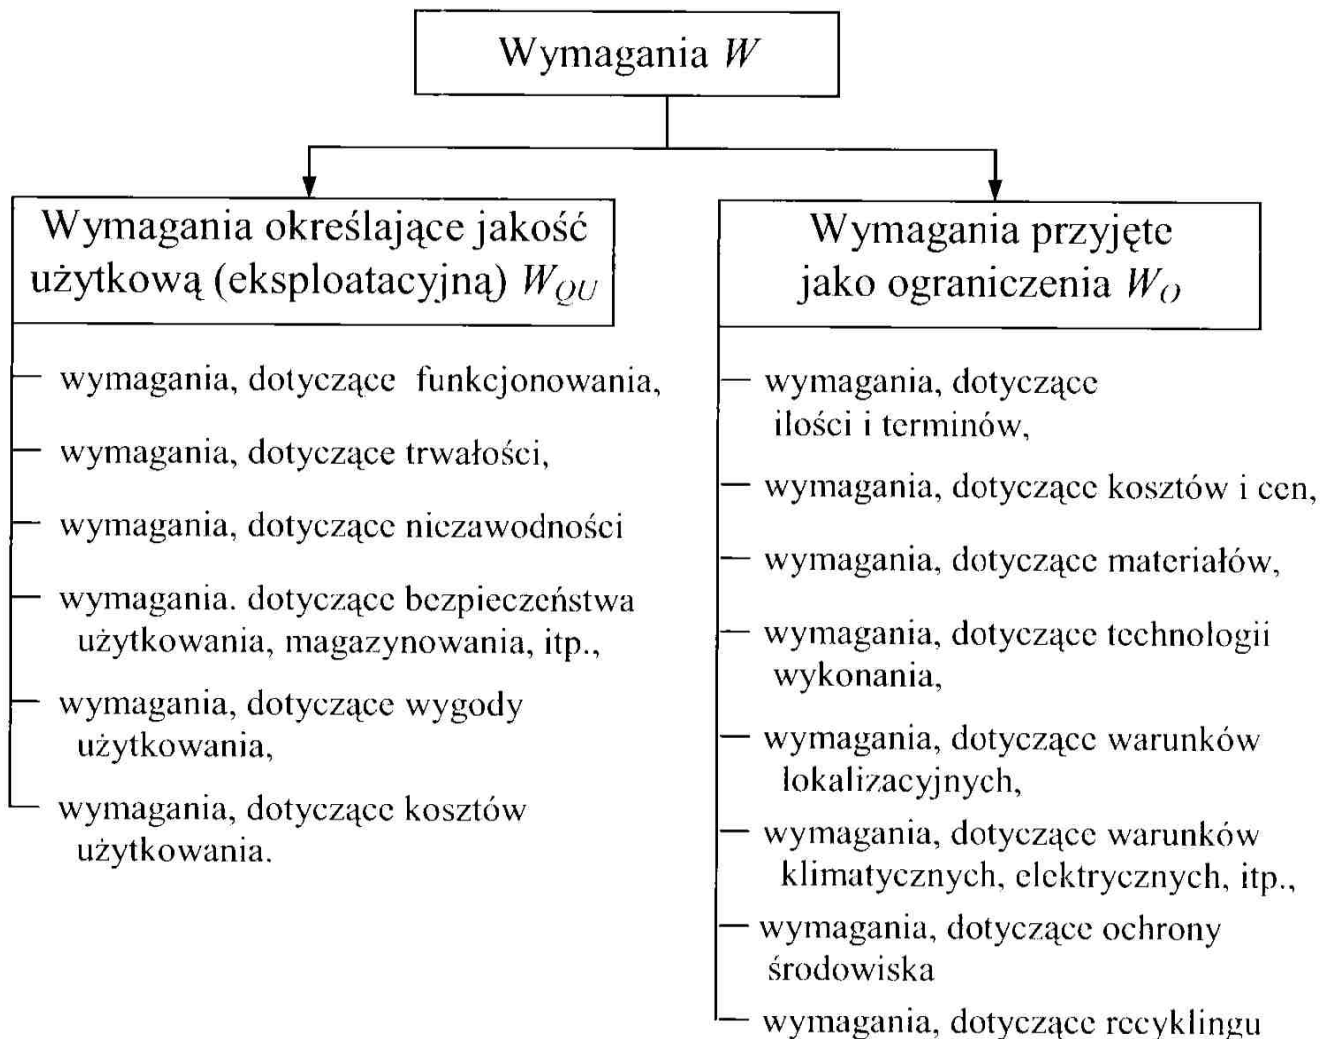 Wymagania W
Wymagania określające jakość
użytkową (eksploatacyjną) W_QU
wymagania, dotyczące funkcjonowania,
wymagania, dotyczące trwałości,
wymagania, dotyczące niezawodności
wymagania. dotyczące bezpieczeństwa
użytkowania, magazynowania, itp.,
wymagania, dotyczące wygody
użytkowania,
wymagania, dotyczące kosztów
użytkowania.
Wymagania przyjęte
jako ograniczenia W_O
wymagania, dotyczące
ilości i terminów,
wymagania, dotyczące kosztów i cen,
wymagania, dotyczące materiałów,
wymagania, dotyczące technologii
wykonania,
wymagania, dotyczące warunków
lokalizacyjnych,
wymagania, dotyczące warunków
klimatycznych, elektrycznych, itp.,
wymagania, dotyczące ochrony
środowiska
wymagania, dotyczące recyklingu